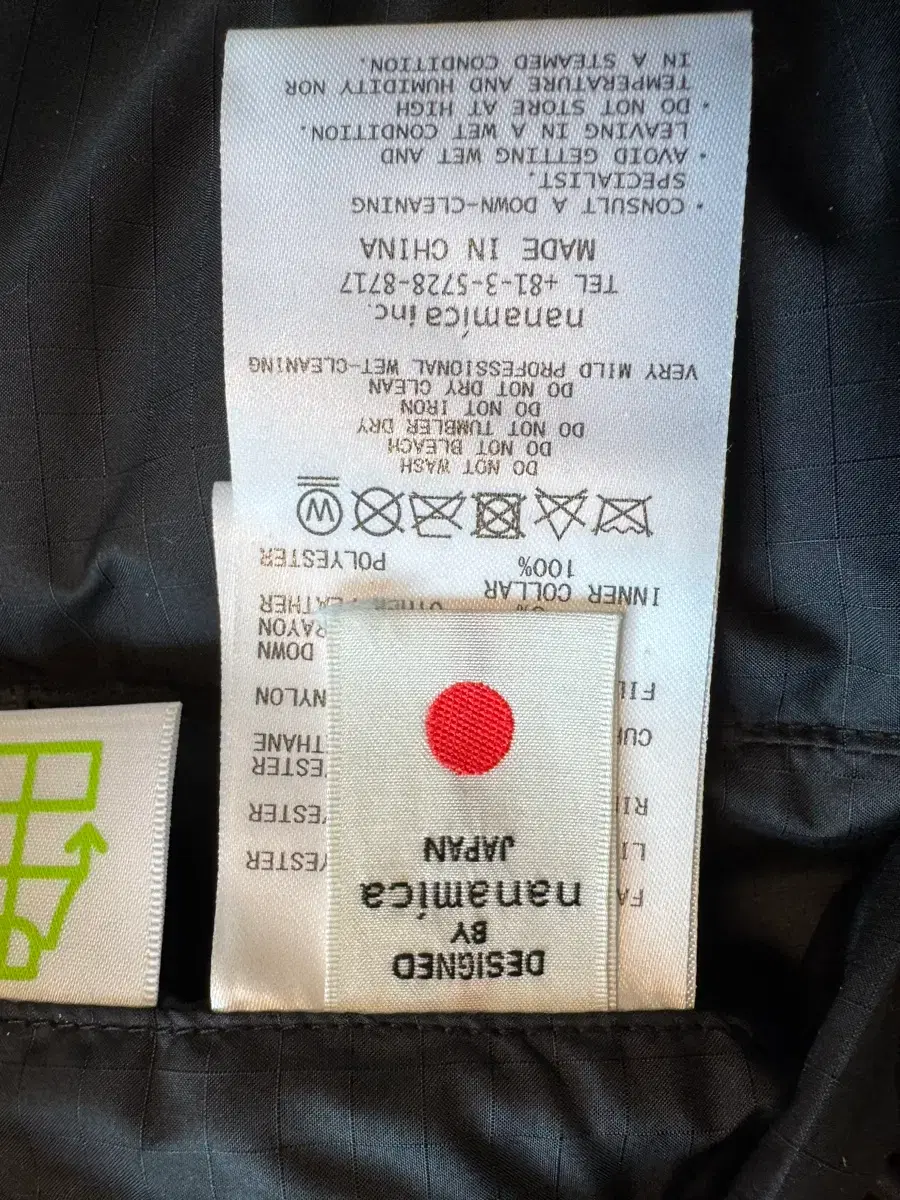 DESIGNED
BY
nanamica
JAPAN
NYLON
DOWN
INNER COLLAR
100% POLYESTER
W
DO NOT WASH
DO NOT BLEACH
DO NOT TUMBLER DRY
DO NOT IRON
DO NOT DRY CLEAN
VERY MILD PROFESSIONAL WET-CLEANING
nanamica inc.
TEL +81-3-5728-8717
MADE IN CHINA
・CONSULT A DOWN-CLEANING
SPECIALIST.
・AVOID GETTING WET AND
LEAVING IN A WET CONDITION.
・DO NOT STORE AT HIGH
TEMPERATURE AND HUMIDITY NOR
IN A STEAMED CONDITION.